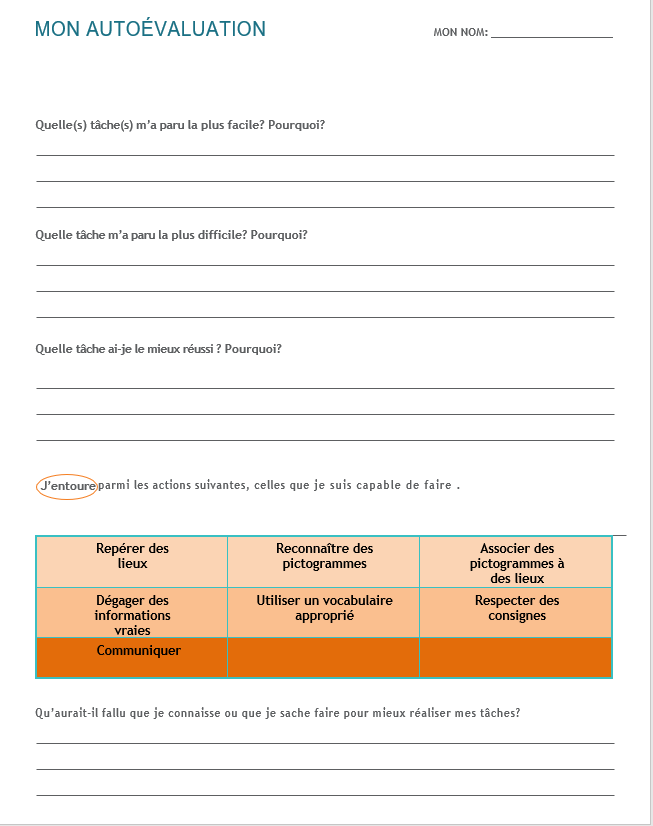 MON AUTOÉVALUATION
MON NOM:
Quelle(s) tâche(s) m’a paru la plus facile? Pourquoi?
Quelle tâche m’a paru la plus difficile? Pourquoi?
Quelle tâche ai-je le mieux réussi ? Pourquoi?
J’entoure parmi les actions suivantes, celles que je suis capable de faire .
Repérer des
lieux
Reconnaître des
pictogrammes
Associer des
pictogrammes à
des lieux
Dégager des
informations
vraies
Utiliser un vocabulaire
approprié
Respecter des
consignes
Communiquer
Qu’aurait-il fallu que je connaisse ou que je sache faire pour mieux réaliser mes tâches?